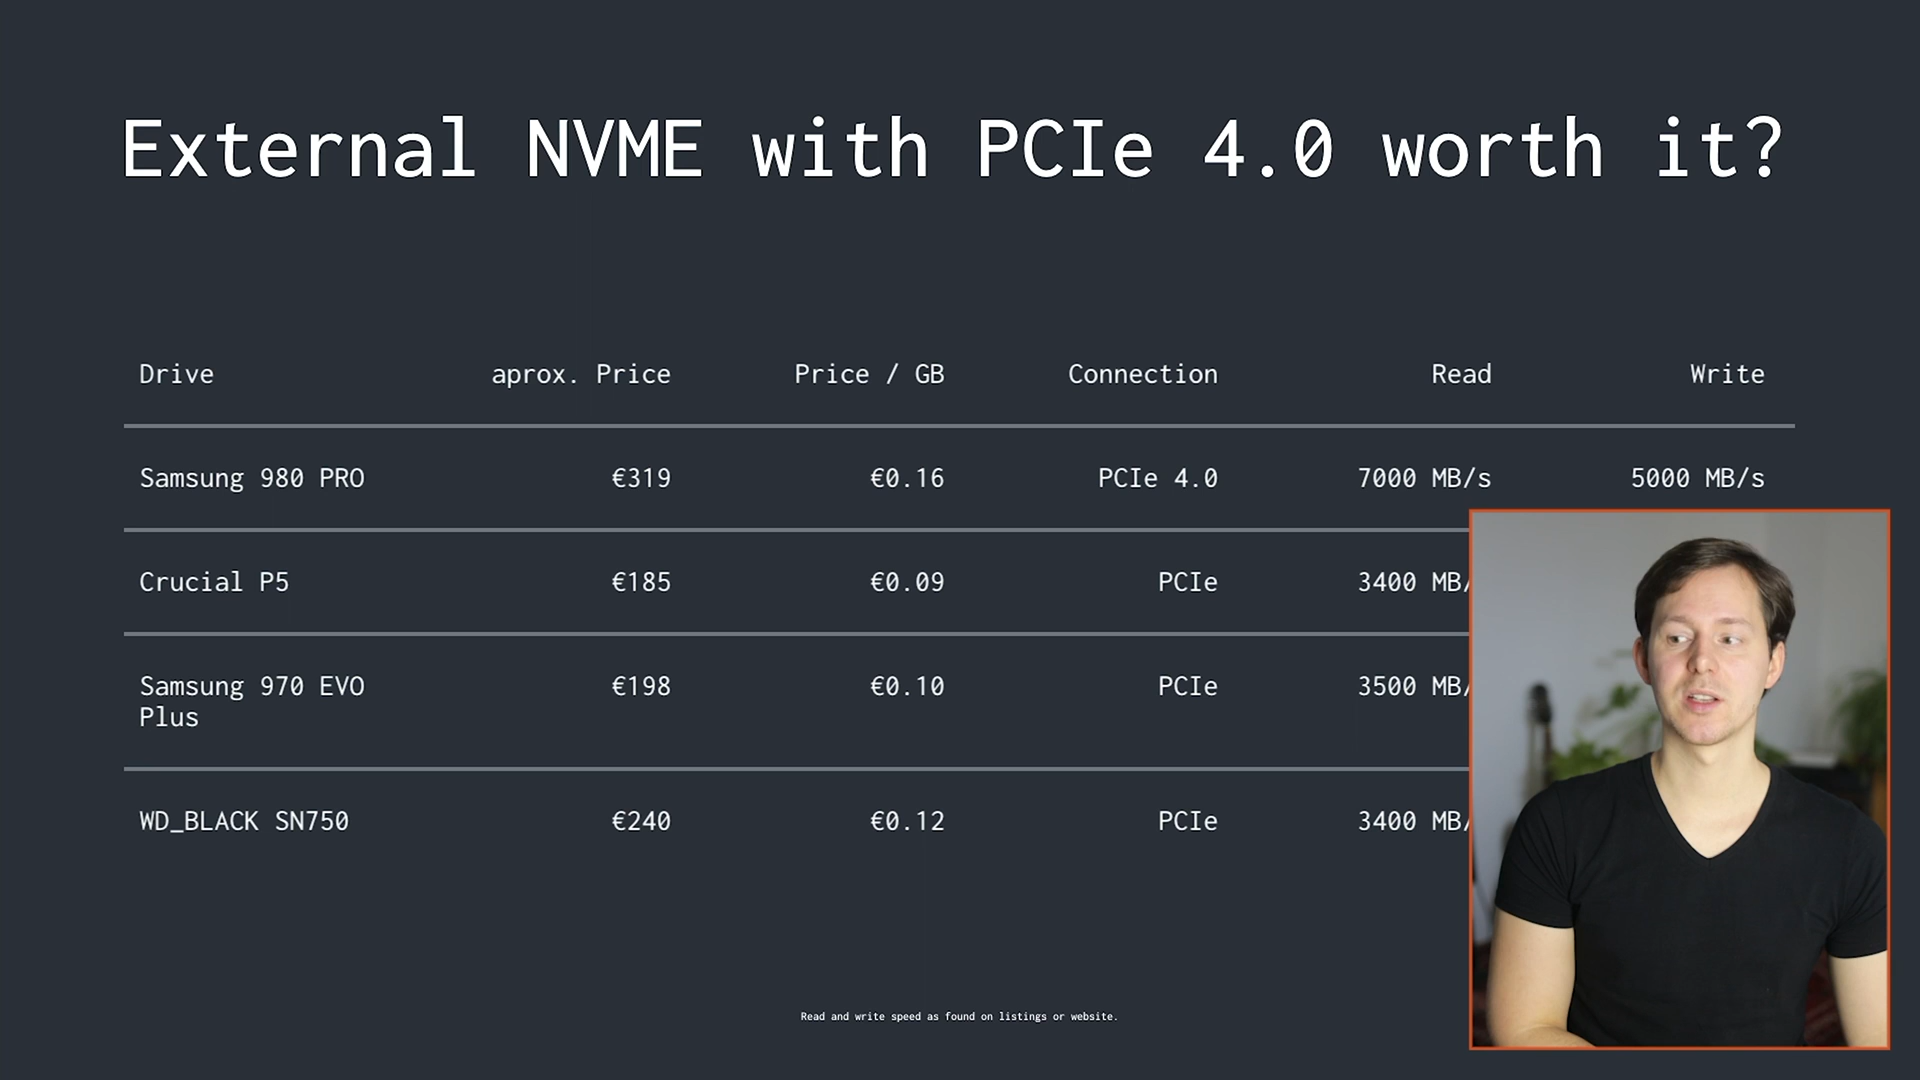 External NVME with PCIe 4.0 worth it?
Drive aprox. Price Price / GB Connection Read Write
Samsung 980 PRO €319 €0.16 PCIe 4.0 7000 MB/s 5000 MB/s
Crucial P5 €185 €0.09 PCIe 3400 MB/
Samsung 970 EVO €198 €0.10 PCIe 3500 MB/
Plus
WD_BLACK SN750 €240 €0.12 PCIe 3400 MB/
Read and write speed as found on listings or website.